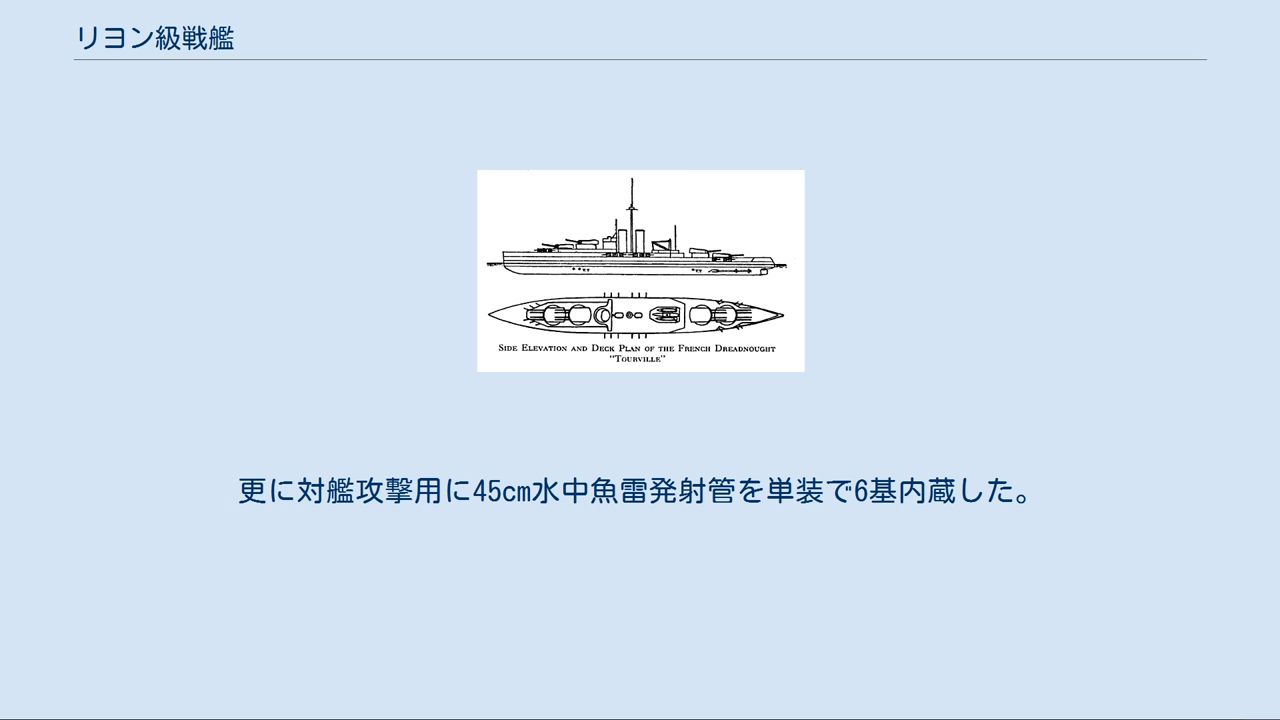 リヨン級戦艦
Side Elevation and Deck Plan of the French Dreadnought
"Tourville"
更に対艦攻撃用に45cm水中魚雷発射管を単装で6基内蔵した。